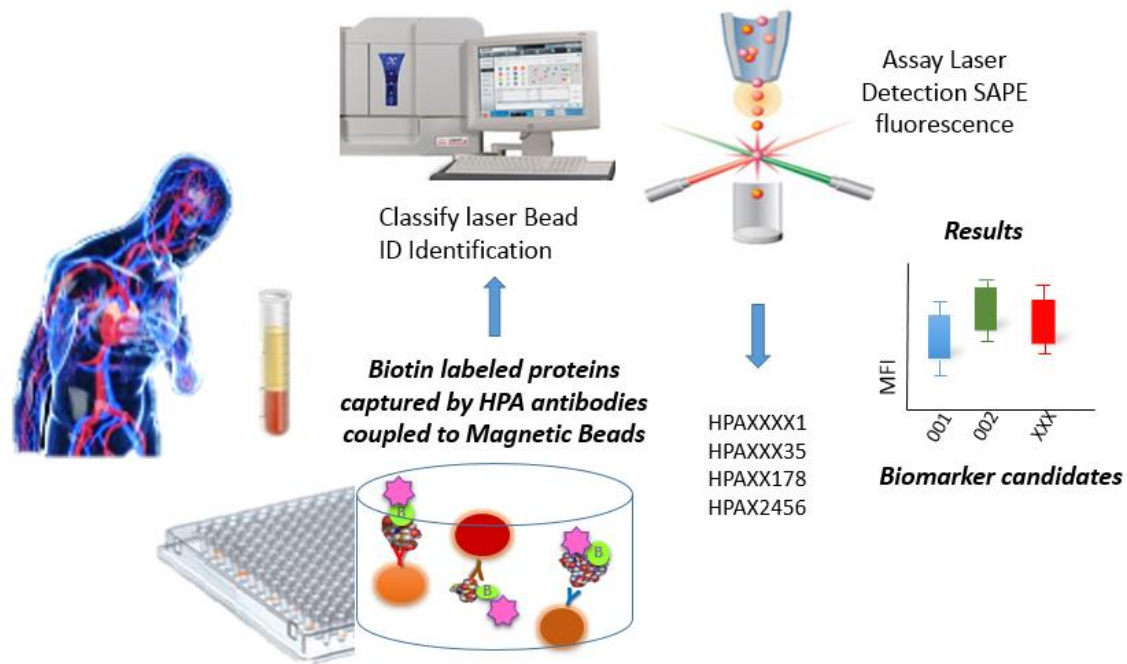 Assay Laser
Detection SAPE
fluorescence
Classify laser Bead
ID Identification
Results
MFI
001
002
XXX
Biomarker candidates
Biotin labeled proteins
captured by HPA antibodies
coupled to Magnetic Beads
HPAXXXX1
HPAXXX35
HPAXX178
HPAX2456
B
B
B